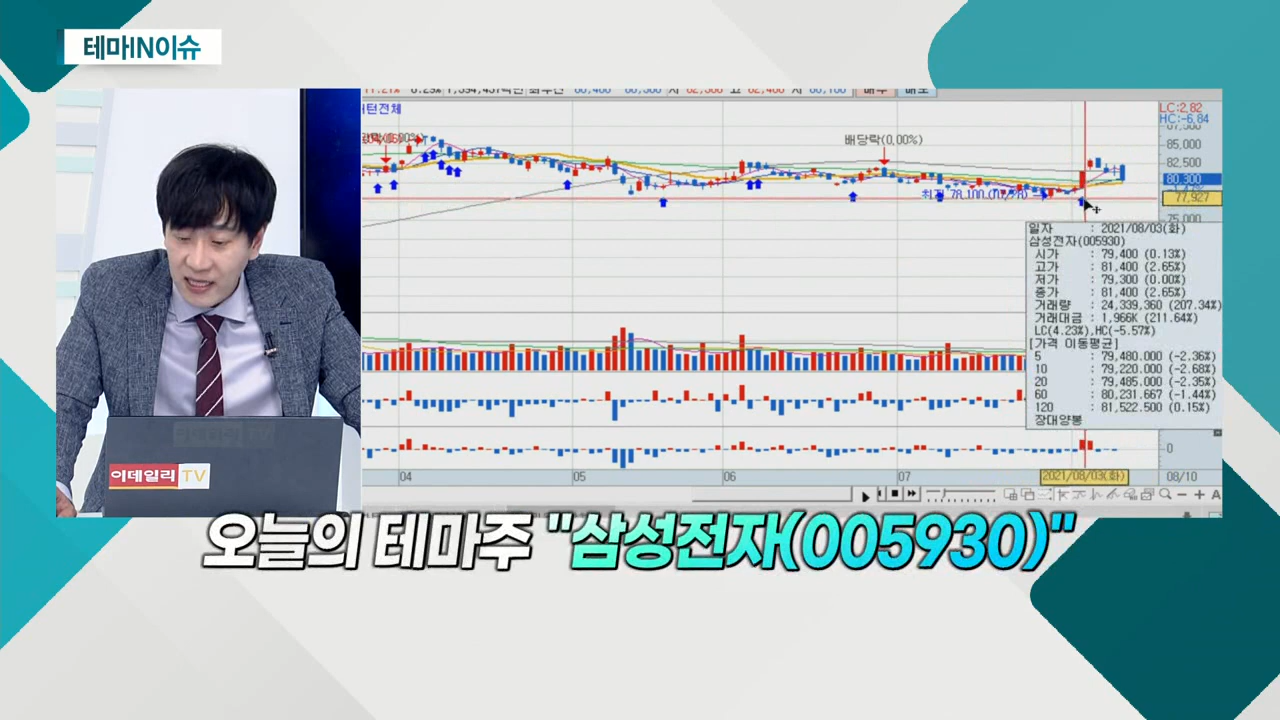 테마IN이슈
배당락(0.00%)
LC:2,82
HC:-6,84
85,000
82,500
80,300
77,927
75,000
일자 : 2021/08/03(화)
삼성전자(005930)
시가 : 79,400 (0.13%)
고가 : 81,400 (2.65%)
저가 : 79,300 (0.00%)
종가 : 81,400 (2.65%)
거래량 : 24,339,360 (207.34%)
거래대금 : 1,966K (211.64%)
LC(4.23%),HC(-5.57%)
[가격 이동평균]
5 : 79,480.000 (-2.36%)
10 : 79,220.000 (-2.68%)
20 : 79,485.000 (-2.35%)
60 : 80,231.667 (-1.44%)
120 : 81,522.500 (0.15%)
장대양봉
0
04 05 06 07 2021/08/03(화) 08/10
이데일리 TV
오늘의 테마주 "삼성전자(005930)"